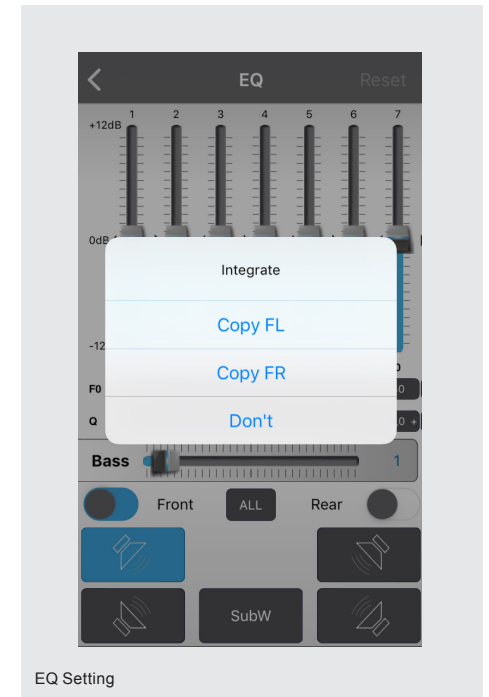 EQ Reset
1 2 3 4 5 6 7
+12dB
0dB
Integrate
Copy FL
-12
Copy FR
F0
Don't
Q
Bass 1
Front ALL Rear
SubW
EQ Setting